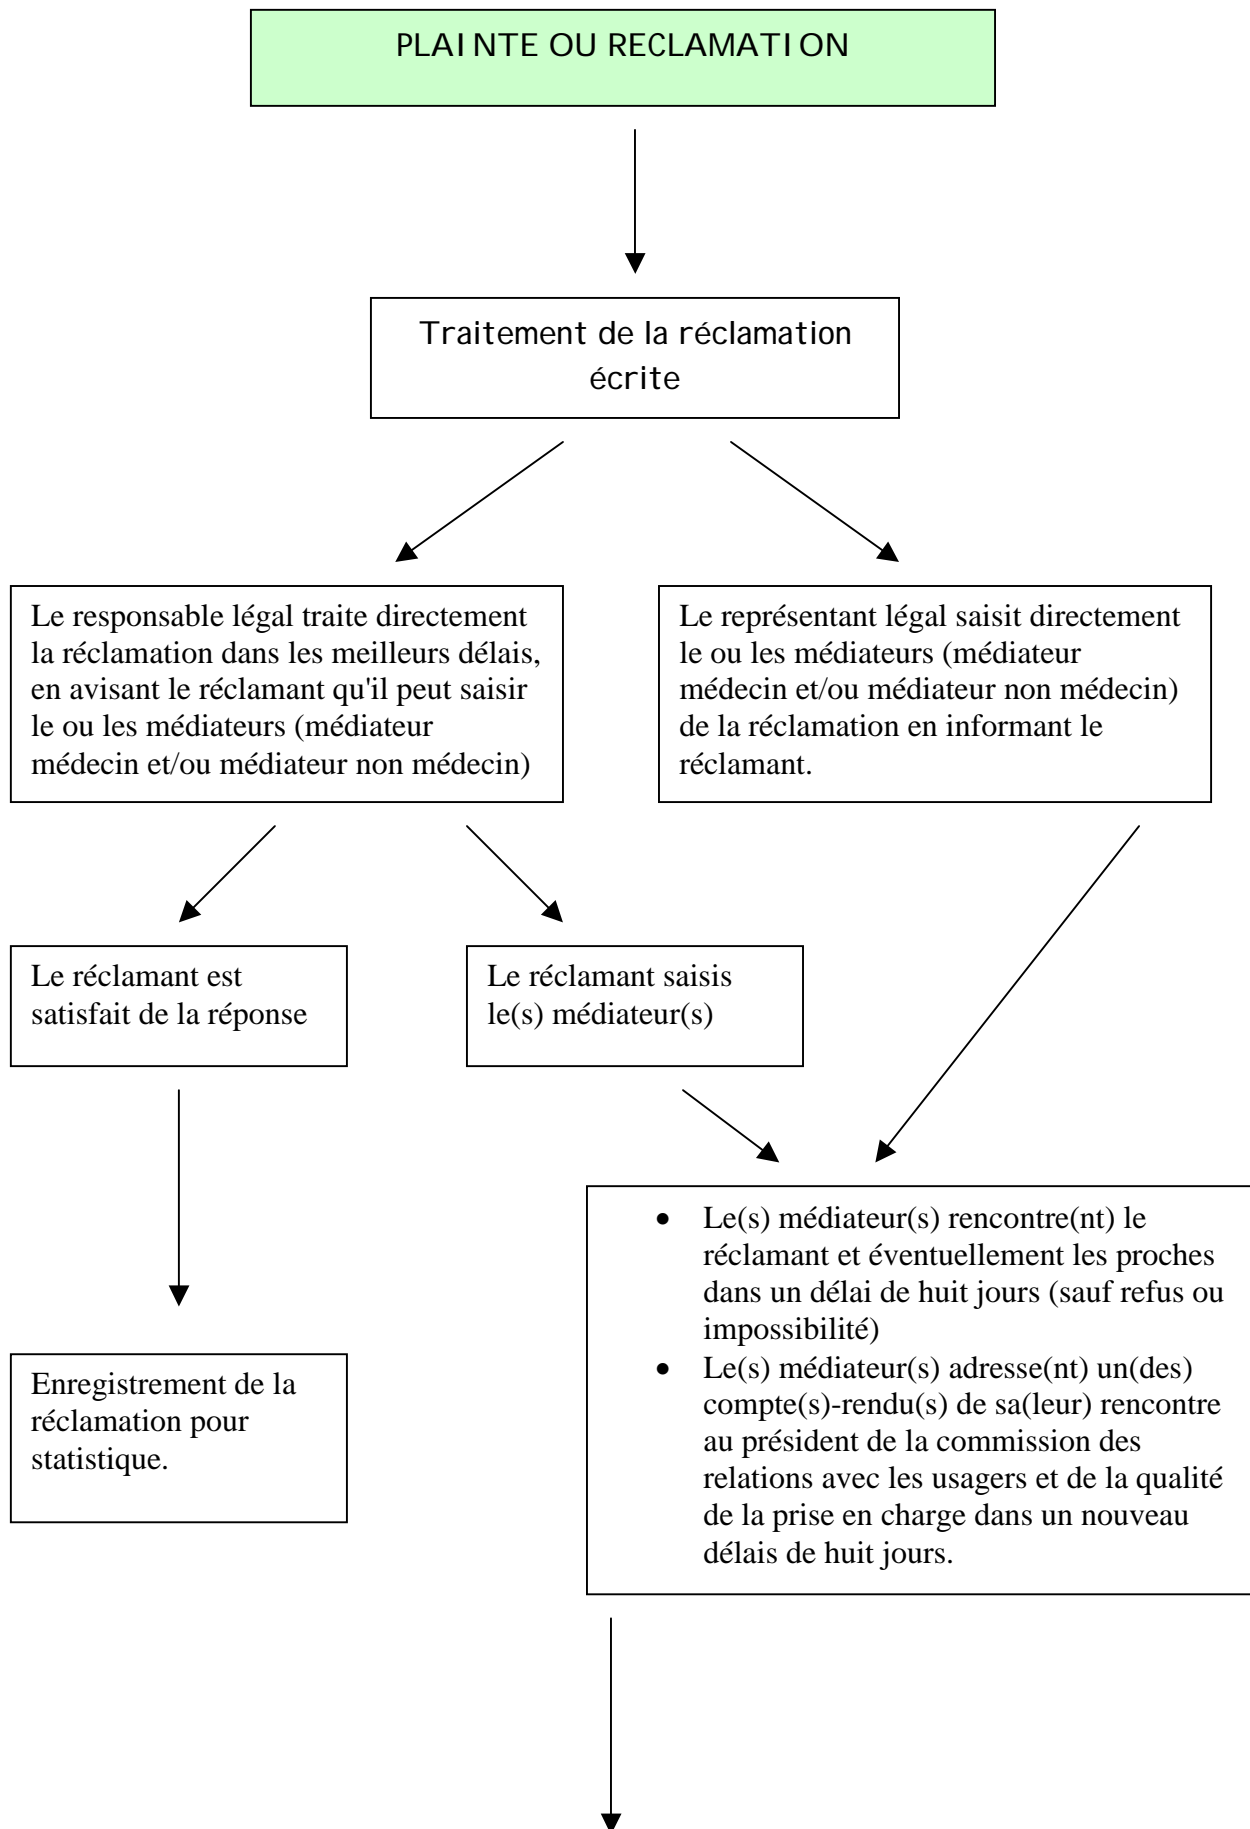 PLAINTE OU RECLAMATION
Traitement de la réclamation
écrite
Le responsable légal traite directement
la réclamation dans les meilleurs délais,
en avisant le réclamant qu'il peut saisir
le ou les médiateurs (médiateur
médecin et/ou médiateur non médecin)
Le représentant légal saisit directement
le ou les médiateurs (médiateur
médecin et/ou médiateur non médecin)
de la réclamation en informant le
réclamant.
Le réclamant est
satisfait de la réponse
Le réclamant saisis
le(s) médiateur(s)
Enregistrement de la
réclamation pour
statistique.
• Le(s) médiateur(s) rencontre(nt) le
réclamant et éventuellement les proches
dans un délai de huit jours (sauf refus ou
impossibilité)
• Le(s) médiateur(s) adresse(nt) un(des)
compte(s)-rendu(s) de sa(leur) rencontre
au président de la commission des
relations avec les usagers et de la qualité
de la prise en charge dans un nouveau
délais de huit jours.